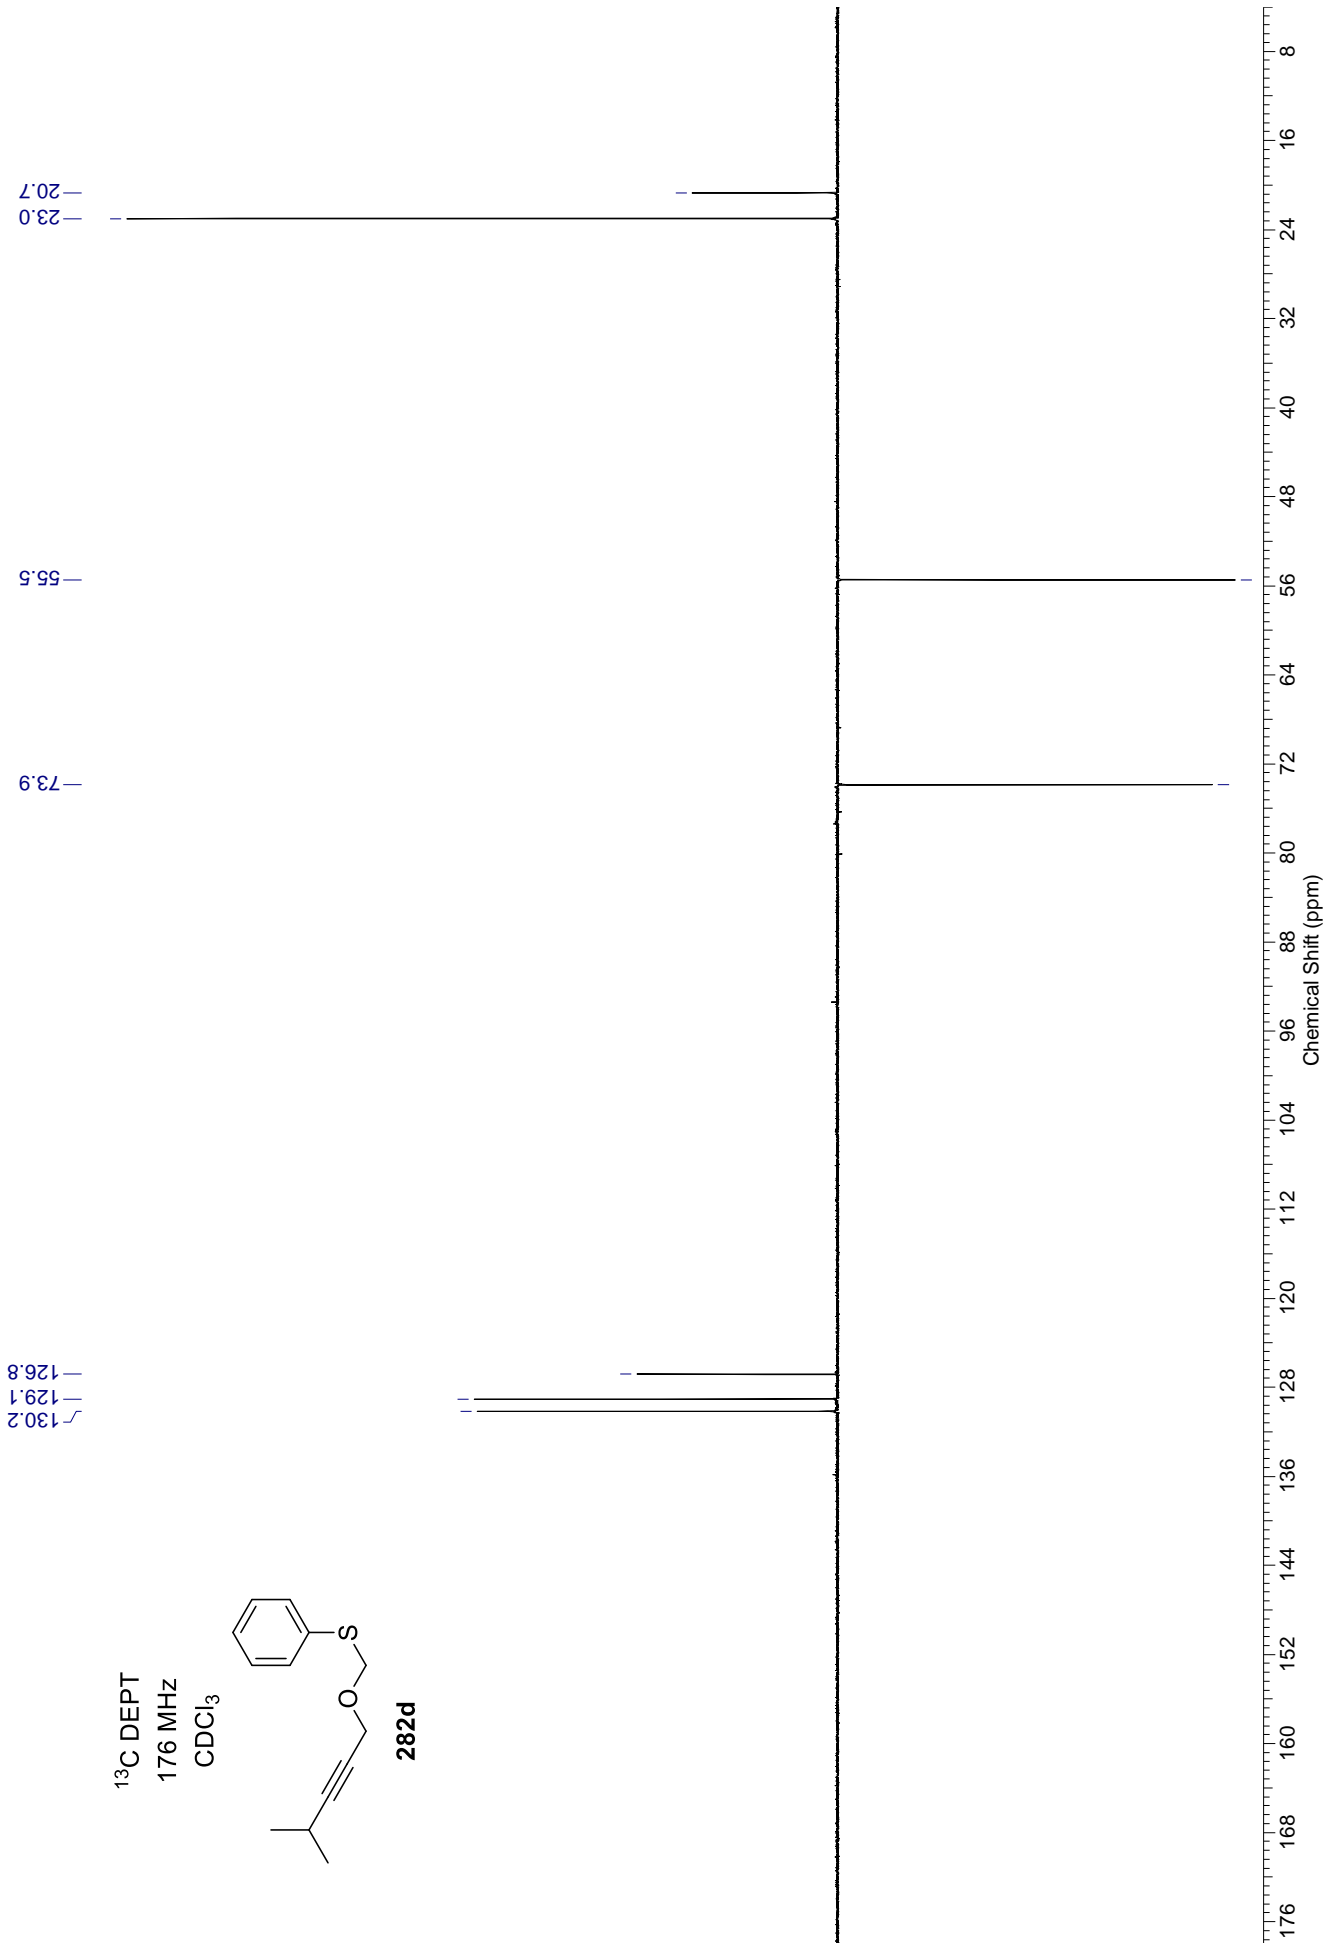 ¹³C DEPT
176 MHz
CDCl₃
S
O
282d
130.2
129.1
126.8
73.9
55.5
23.0
20.7
176 168 160 152 144 136 128 120 112 104 96 88 80 72 64 56 48 40 32 24 16 8
Chemical Shift (ppm)